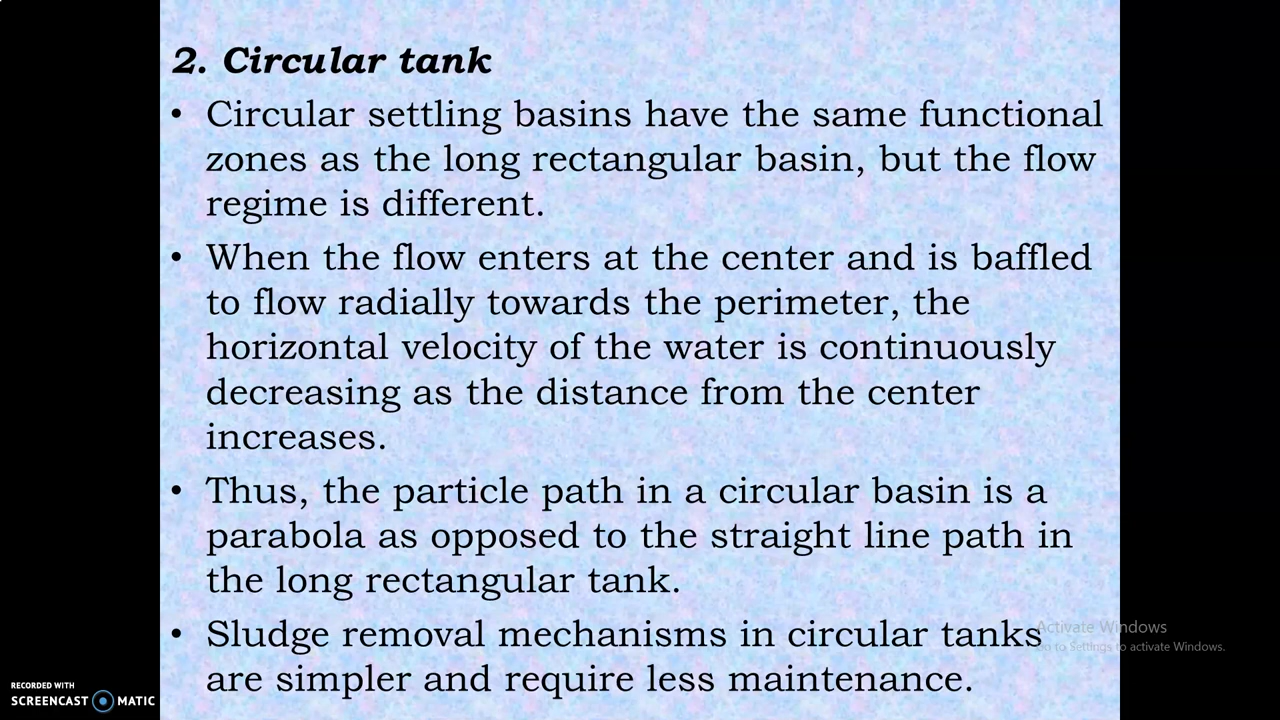 2. Circular tank
• Circular settling basins have the same functional
zones as the long rectangular basin, but the flow
regime is different.
• When the flow enters at the center and is baffled
to flow radially towards the perimeter, the
horizontal velocity of the water is continuously
decreasing as the distance from the center
increases.
• Thus, the particle path in a circular basin is a
parabola as opposed to the straight line path in
the long rectangular tank.
• Sludge removal mechanisms in circular tanks
are simpler and require less maintenance.
Activate Windows
Go to Settings to activate Windows.
RECORDED WITH
SCREENCAST MATIC